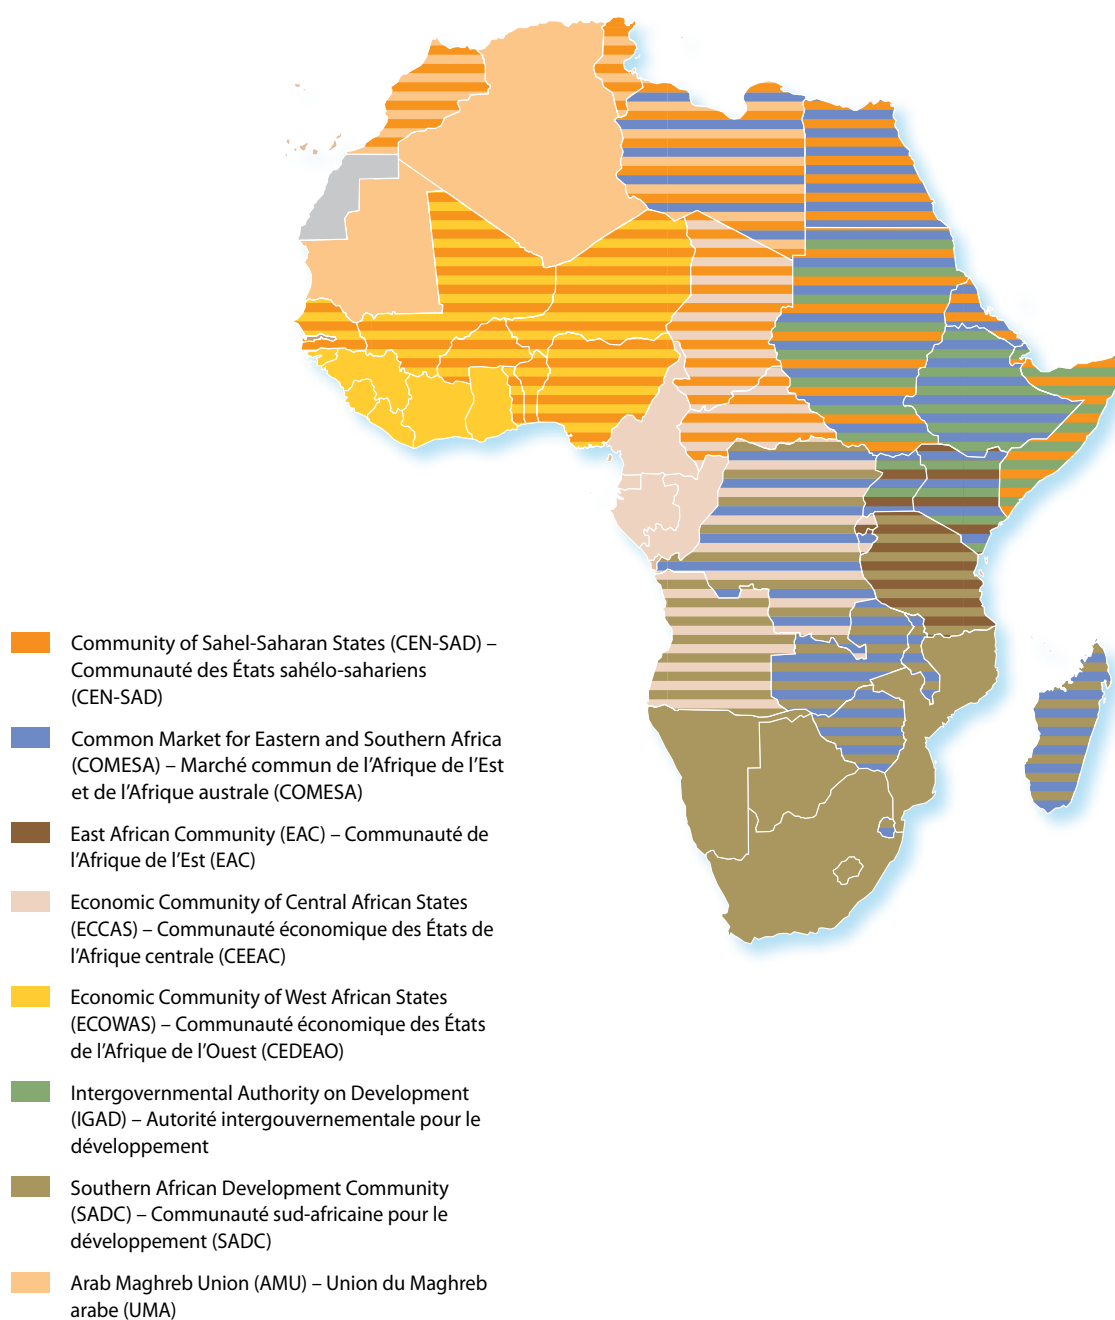 Community of Sahel-Saharan States (CEN-SAD) –
Communauté des États sahélo-sahariens
(CEN-SAD)
Common Market for Eastern and Southern Africa
(COMESA) – Marché commun de l’Afrique de l’Est
et de l’Afrique australe (COMESA)
East African Community (EAC) – Communauté de
l’Afrique de l’Est (EAC)
Economic Community of Central African States
(ECCAS) – Communauté économique des États de
l’Afrique centrale (CEEAC)
Economic Community of West African States
(ECOWAS) – Communauté économique des États
de l’Afrique de l’Ouest (CEDEAO)
Intergovernmental Authority on Development
(IGAD) – Autorité intergouvernementale pour le
développement
Southern African Development Community
(SADC) – Communauté sud-africaine pour le
développement (SADC)
Arab Maghreb Union (AMU) – Union du Maghreb
arabe (UMA)